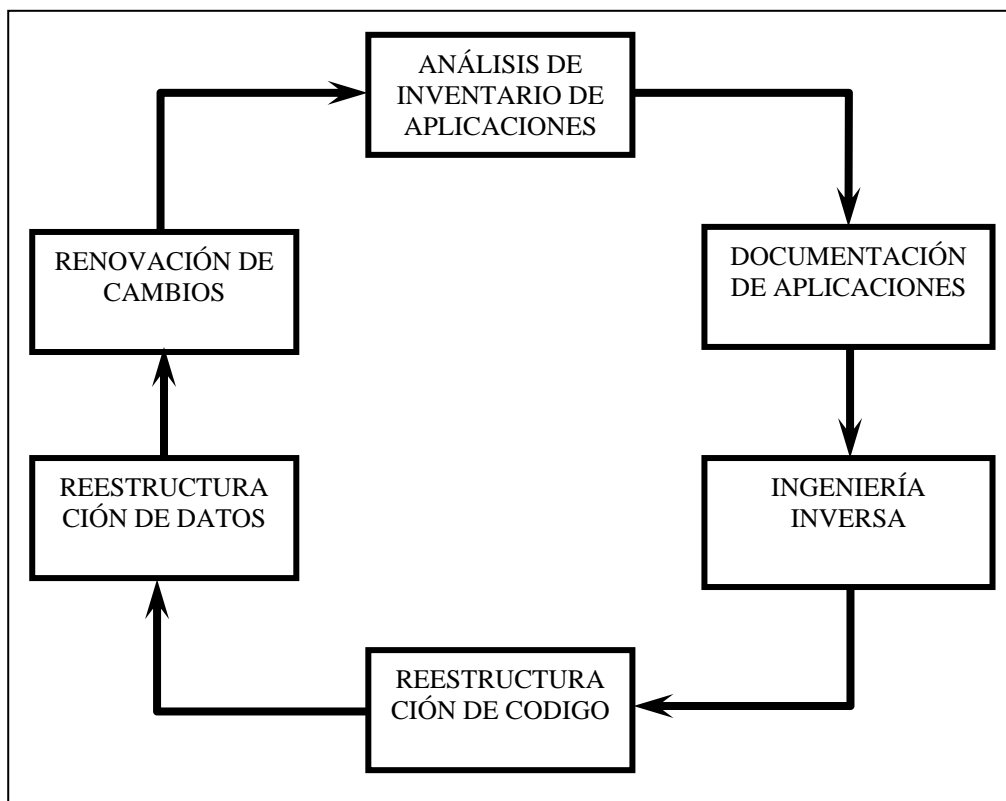 ANÁLISIS DE
INVENTARIO DE
APLICACIONES
RENOVACIÓN DE
CAMBIOS
DOCUMENTACIÓN
DE APLICACIONES
REESTRUCTURA
CIÓN DE DATOS
INGENIERÍA
INVERSA
REESTRUCTURA
CIÓN DE CODIGO